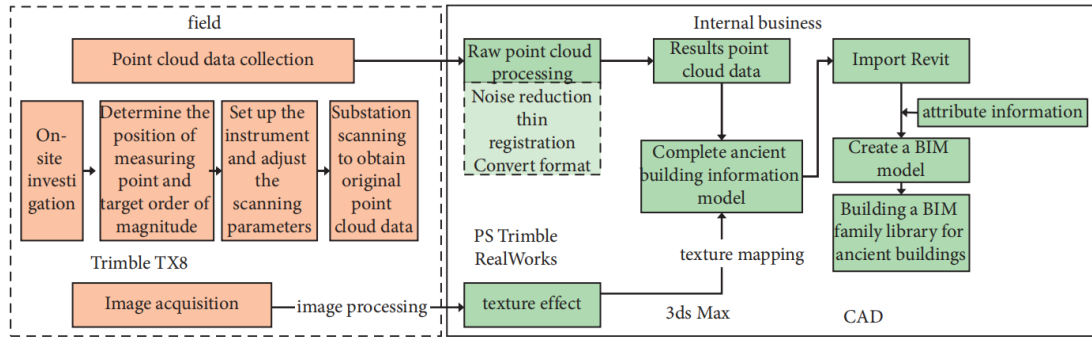 field
Point cloud data collection
On-
site
investi
gation
Determine the
position of
measuring
point and
target order of
magnitude
Set up the
instrument
and adjust
the
scanning
parameters
Substation
scanning
to obtain
original
point
cloud data
Trimble TX8
Image acquisition
image processing
Internal business
Raw point cloud
processing
Noise reduction
thin
registration
Convert format
Results point
cloud data
Import Revit
attribute information
Complete ancient
building information
model
Create a BIM
model
Building a BIM
family library for
ancient buildings
PS Trimble
RealWorks
texture mapping
texture effect
3ds Max
CAD